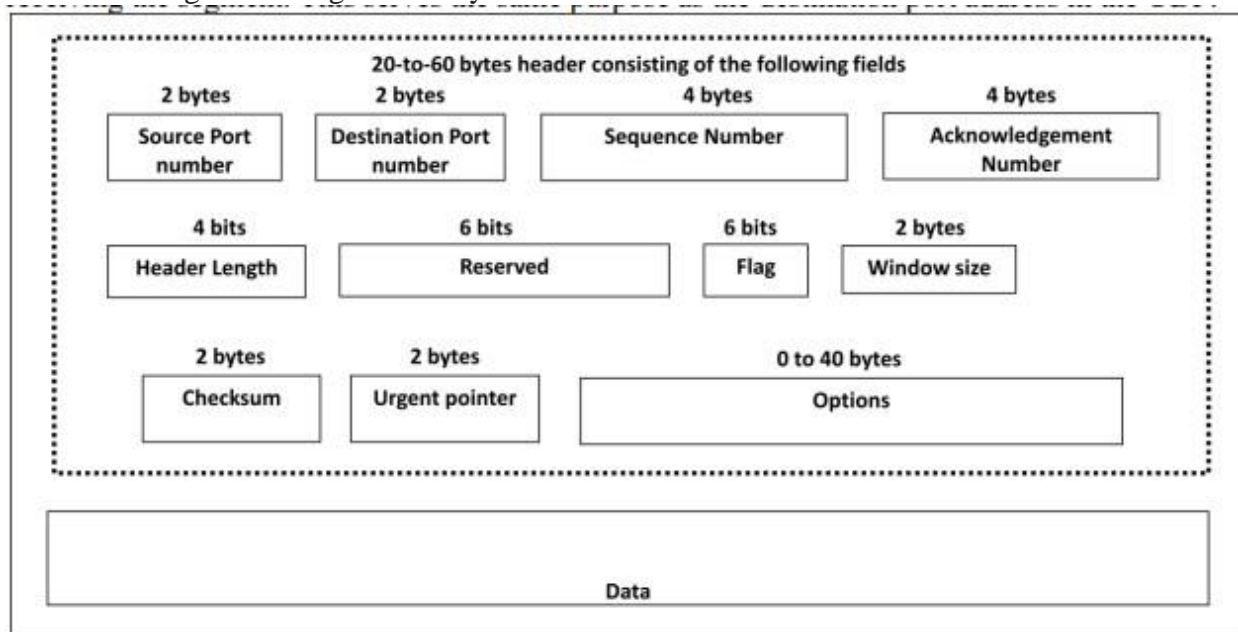 20-to-60 bytes header consisting of the following fields
2 bytes 2 bytes 4 bytes 4 bytes
Source Port Destination Port Sequence Number Acknowledgement
number number Number
4 bits 6 bits 6 bits 2 bytes
Header Length Reserved Flag Window size
2 bytes 2 bytes 0 to 40 bytes
Checksum Urgent pointer Options
Data